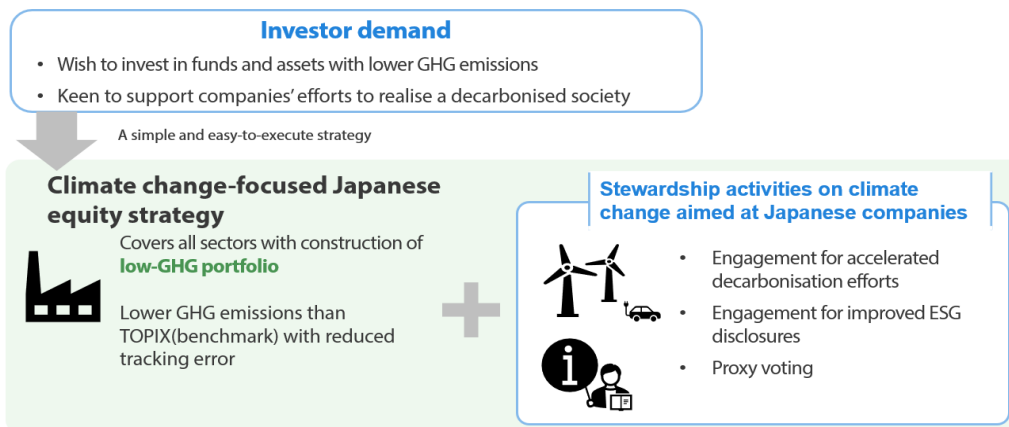 Investor demand
• Wish to invest in funds and assets with lower GHG emissions
• Keen to support companies' efforts to realise a decarbonised society
A simple and easy-to-execute strategy
Climate change-focused Japanese
equity strategy
Covers all sectors with construction of
low-GHG portfolio
Lower GHG emissions than
TOPIX(benchmark) with reduced
tracking error
Stewardship activities on climate
change aimed at Japanese companies
• Engagement for accelerated
decarbonisation efforts
• Engagement for improved ESG
disclosures
• Proxy voting